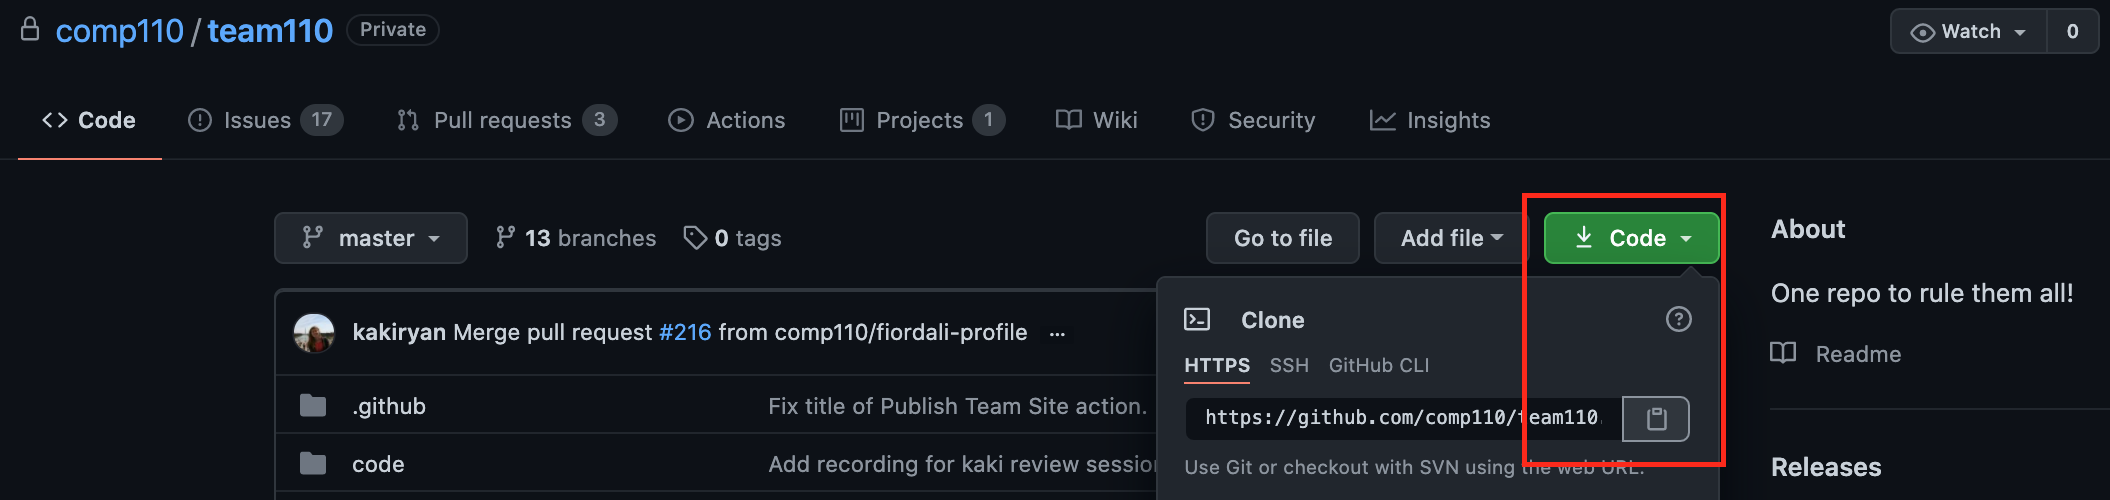 comp110 / team110 Private
Watch 0
Code Issues 17 Pull requests 3 Actions Projects 1 Wiki Security Insights
master 13 branches 0 tags
Go to file Add file Code
kakiryan Merge pull request #216 from comp110/fiordali-profile ...
.github Fix title of Publish Team Site action.
code Add recording for kaki review session
Clone
HTTPS SSH GitHub CLI
https://github.com/comp110/team110.
Use Git or checkout with SVN using the web URL.
About
One repo to rule them all!
Readme
Releases